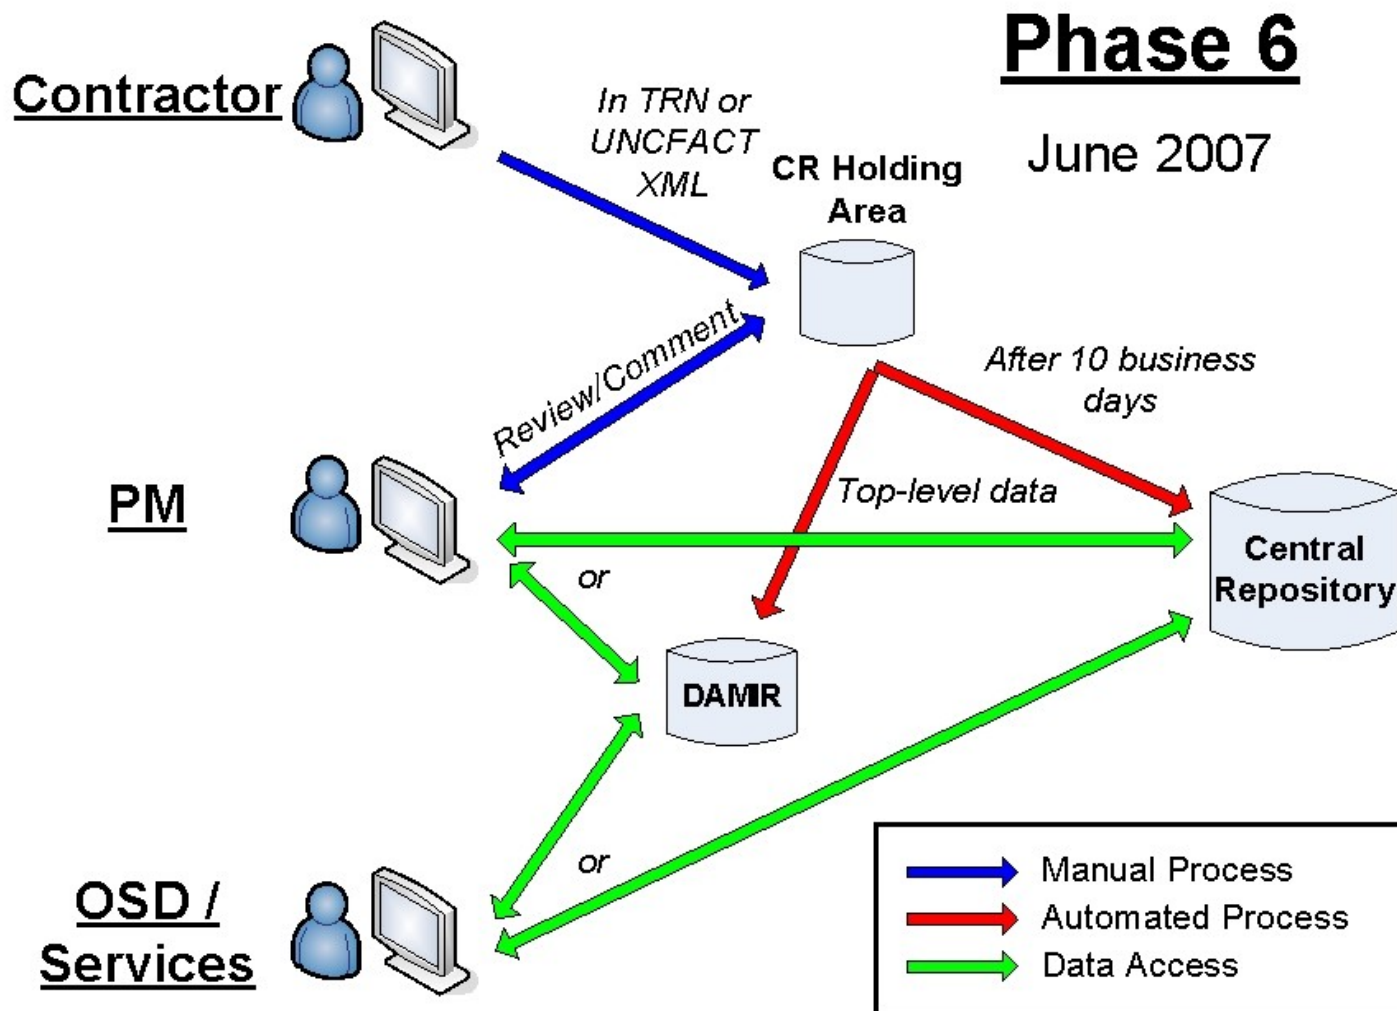 Phase 6
June 2007
Contractor
In TRN or
UNCFACT
XML
CR Holding
Area
Review/Comment
After 10 business
days
PM
Top-level data
Central
Repository
or
DAMIR
or
OSD /
Services
Manual Process
Automated Process
Data Access